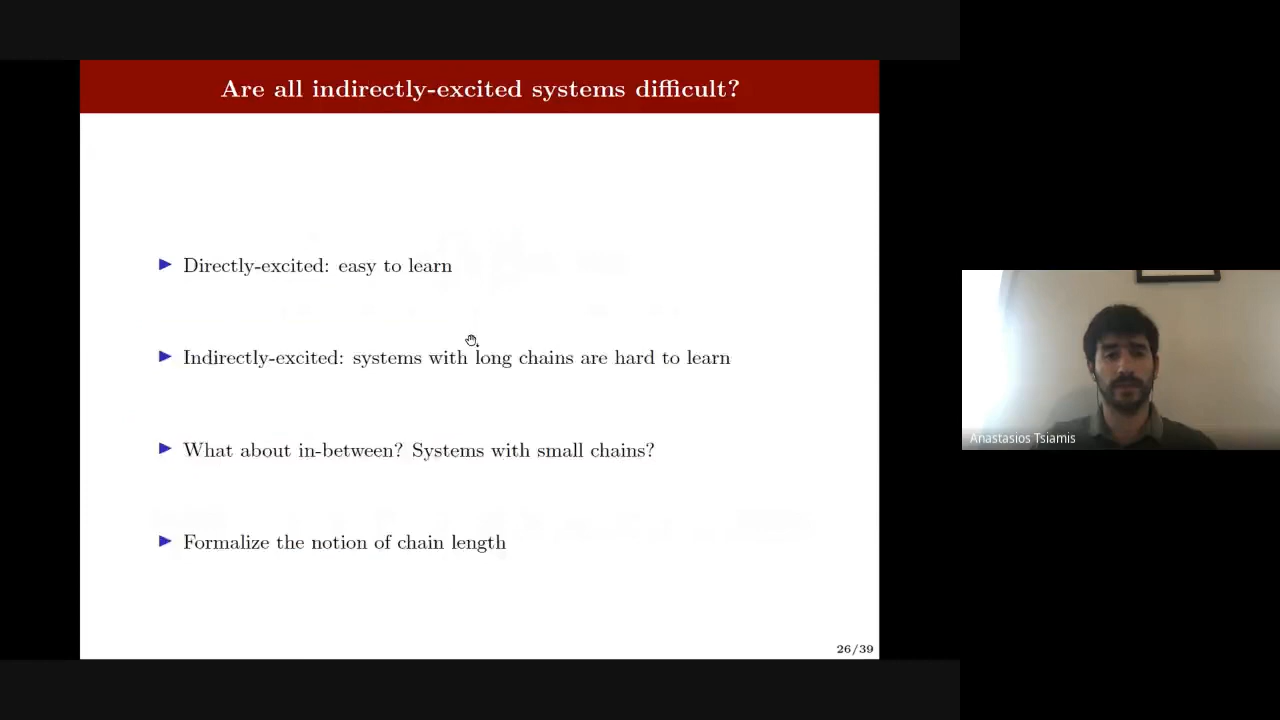 Are all indirectly-excited systems difficult?
▶ Directly-excited: easy to learn
▶ Indirectly-excited: systems with long chains are hard to learn
▶ What about in-between? Systems with small chains?
▶ Formalize the notion of chain length
26/39
Anastasios Tsiamis